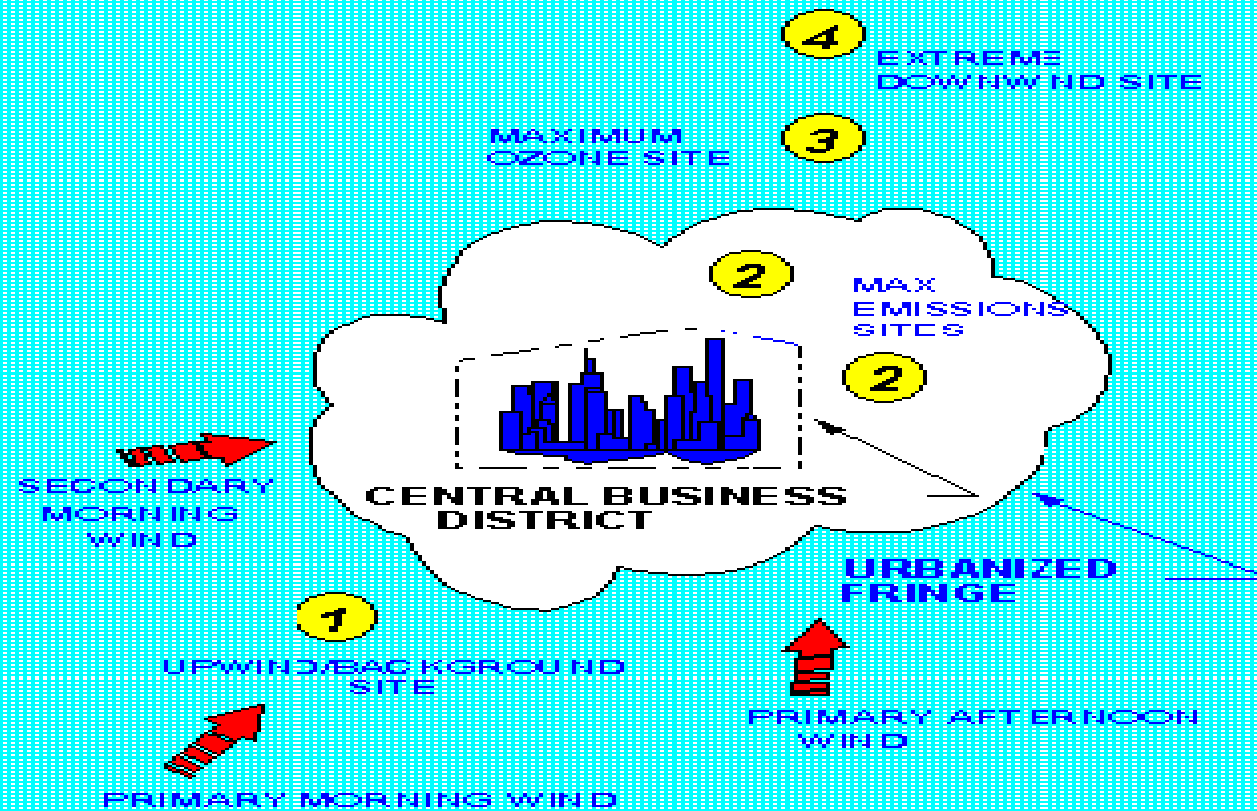 4
EXTREME
DOWNWIND SITE
MAXIMUM
OZONE SITE
3
2
MAX
EMISSIONS
SITES
2
SECONDARY
MORNING
WIND
CENTRAL BUSINESS
DISTRICT
URBANIZED
FRINGE
1
UPWIND/BACKGROUND
SITE
PRIMARY AFTERNOON
WIND
PRIMARY MORNING WIND